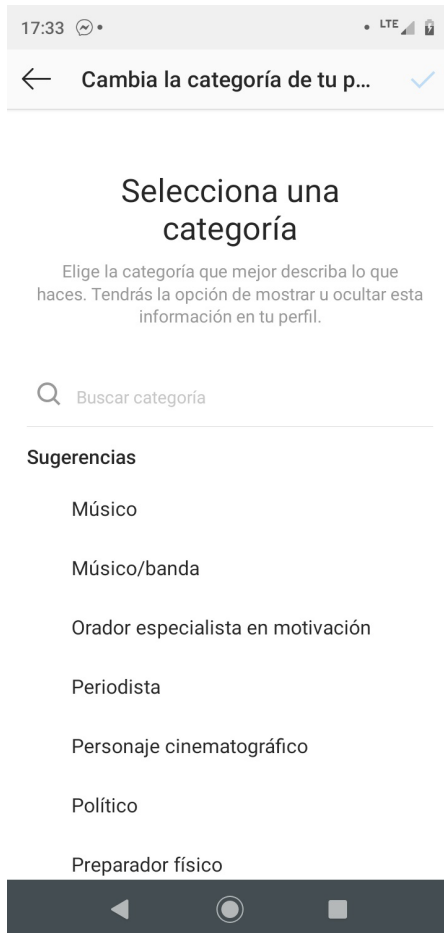 17:33
LTE
Cambia la categoría de tu p...
Selecciona una
categoría
Elige la categoría que mejor describa lo que
haces. Tendrás la opción de mostrar u ocultar esta
información en tu perfil.
Buscar categoría
Sugerencias
Músico
Músico/banda
Orador especialista en motivación
Periodista
Personaje cinematográfico
Político
Preparador físico